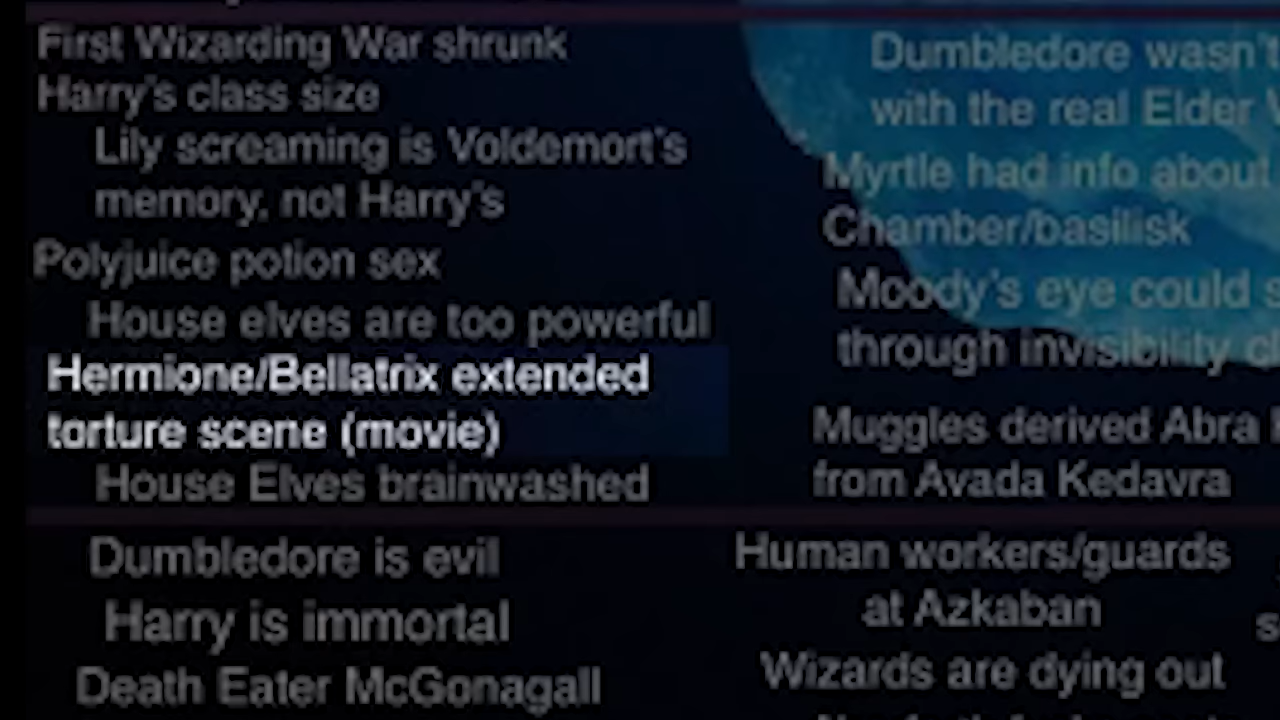 First Wizarding War shrunk
Harry's class size
Lily screaming is Voldemort's
memory, not Harry's
Polyjuice potion sex
House elves are too powerful
Hermione/Bellatrix extended
torture scene (movie)
House Elves brainwashed
Dumbledore is evil
Harry is immortal
Death Eater McGonagall
Dumbledore wasn't
with the real Elder
Myrtle had info about
Chamber/basilisk
Moody's eye could
through invisibility
Muggles derived Abra
from Avada Kedavra
Human workers/guards
at Azkaban
Wizards are dying out